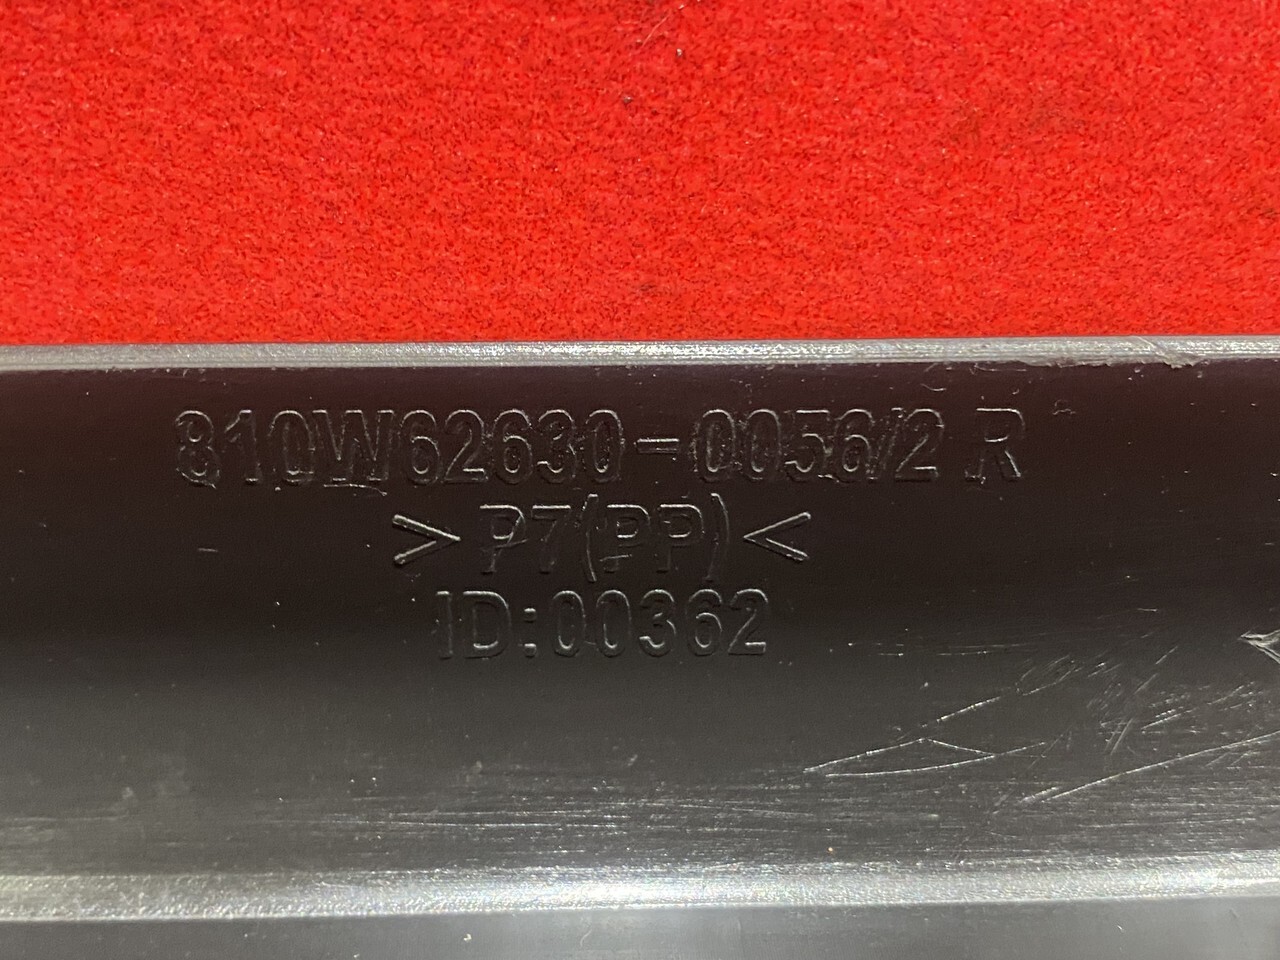 810W62630-0056/2 R
> P7(PP) <
ID:00362